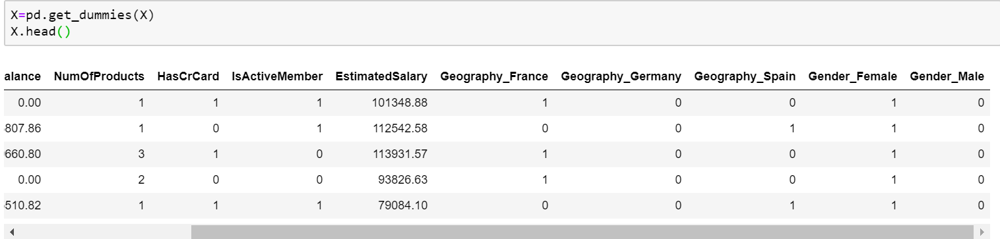 X=pd.get_dummies(X)
X.head()
alance NumOfProducts HasCrCard IsActiveMember EstimatedSalary Geography_France Geography_Germany Geography_Spain Gender_Female Gender_Male
0.00 1 1 1 101348.88 1 0 0 1 0
807.86 1 0 1 112542.58 0 0 1 1 0
660.80 3 1 0 113931.57 1 0 0 1 0
0.00 2 0 0 93826.63 1 0 0 1 0
510.82 1 1 1 79084.10 0 0 1 1 0